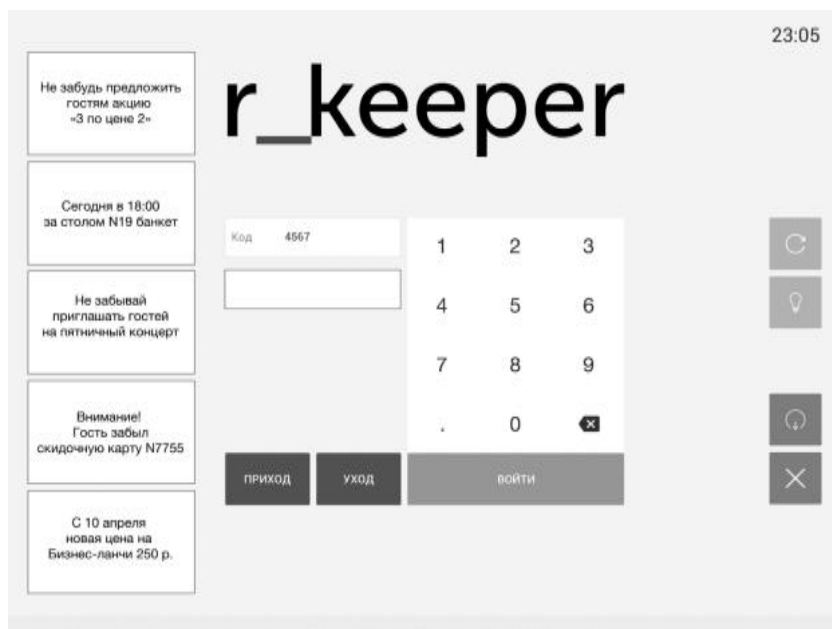 23:05
r_keeper
Не забудь предложить
гостям акцию
«3 по цене 2»
Сегодня в 18:00
за столом N19 банкет
Не забывай
приглашать гостей
на пятничный концерт
Внимание!
Гость забыл
скидочную карту N7755
С 10 апреля
новая цена на
Бизнес-ланчи 250 р.
Код 4567
1 2 3
4 5 6
7 8 9
. 0
ПРИХОД УХОД ВОЙТИ